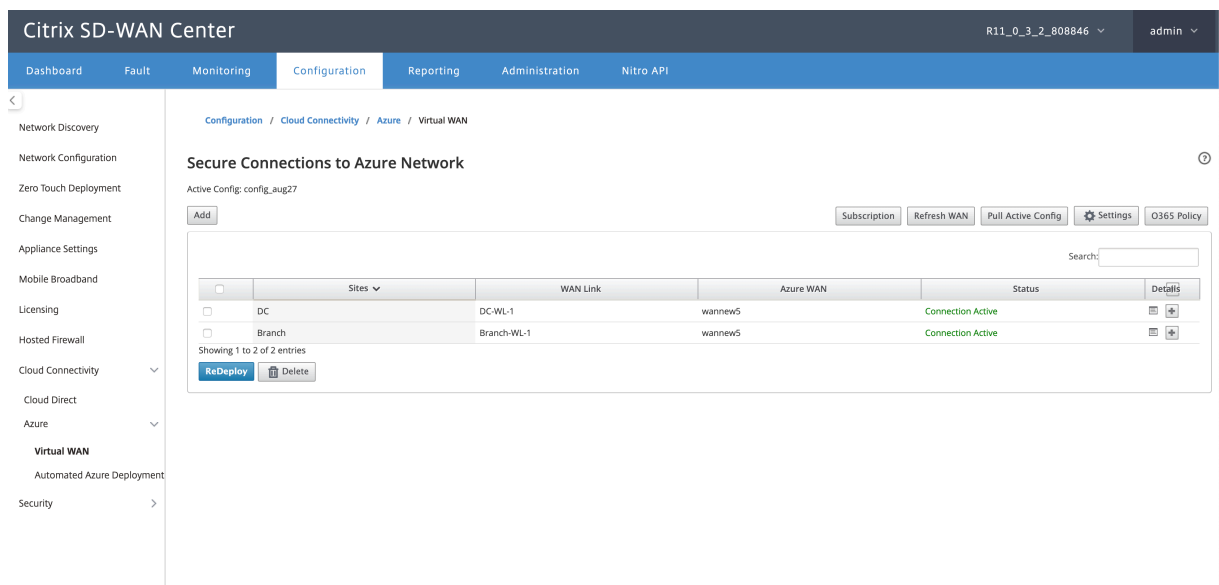 Citrix SD-WAN Center
R11_0_3_2_808846 admin
Dashboard Fault Monitoring Configuration Reporting Administration Nitro API
Network Discovery
Network Configuration
Zero Touch Deployment
Change Management
Appliance Settings
Mobile Broadband
Licensing
Hosted Firewall
Cloud Connectivity
Cloud Direct
Azure
Virtual WAN
Automated Azure Deployment
Security
Configuration / Cloud Connectivity / Azure / Virtual WAN
Secure Connections to Azure Network
?
Active Config: config_aug27
Add Subscription Refresh WAN Pull Active Config Settings O365 Policy
Search:
Sites WAN Link Azure WAN Status Details
DC DC-WL-1 wannew5 Connection Active
Branch Branch-WL-1 wannew5 Connection Active
Showing 1 to 2 of 2 entries
ReDeploy Delete